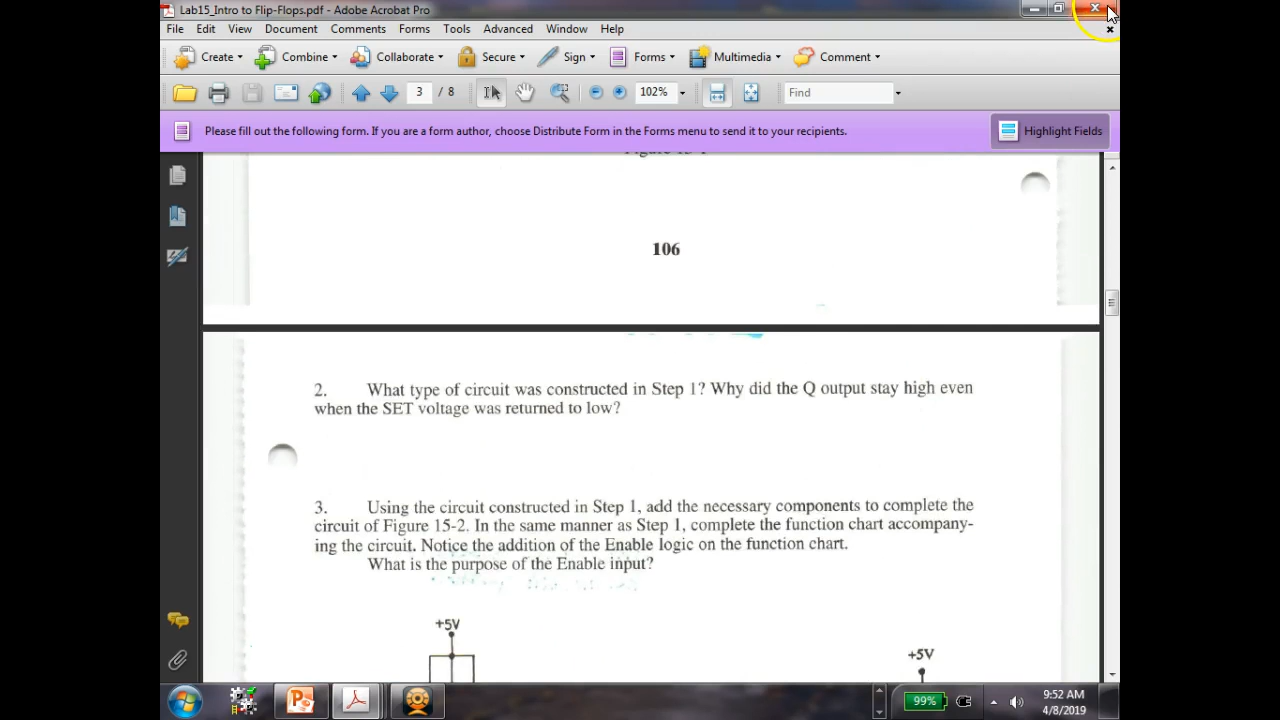 Lab15_Intro to Flip-Flops.pdf - Adobe Acrobat Pro
File Edit View Document Comments Forms Tools Advanced Window Help
Create Combine Collaborate Secure Sign Forms Multimedia Comment
3 / 8 102% Find
Please fill out the following form. If you are a form author, choose Distribute Form in the Forms menu to send it to your recipients.
Highlight Fields
106
2. What type of circuit was constructed in Step 1? Why did the Q output stay high even
when the SET voltage was returned to low?
3. Using the circuit constructed in Step 1, add the necessary components to complete the
circuit of Figure 15-2. In the same manner as Step 1, complete the function chart accompany-
ing the circuit. Notice the addition of the Enable logic on the function chart.
What is the purpose of the Enable input?
+5V
+5V
99%
9:52 AM
4/8/2019